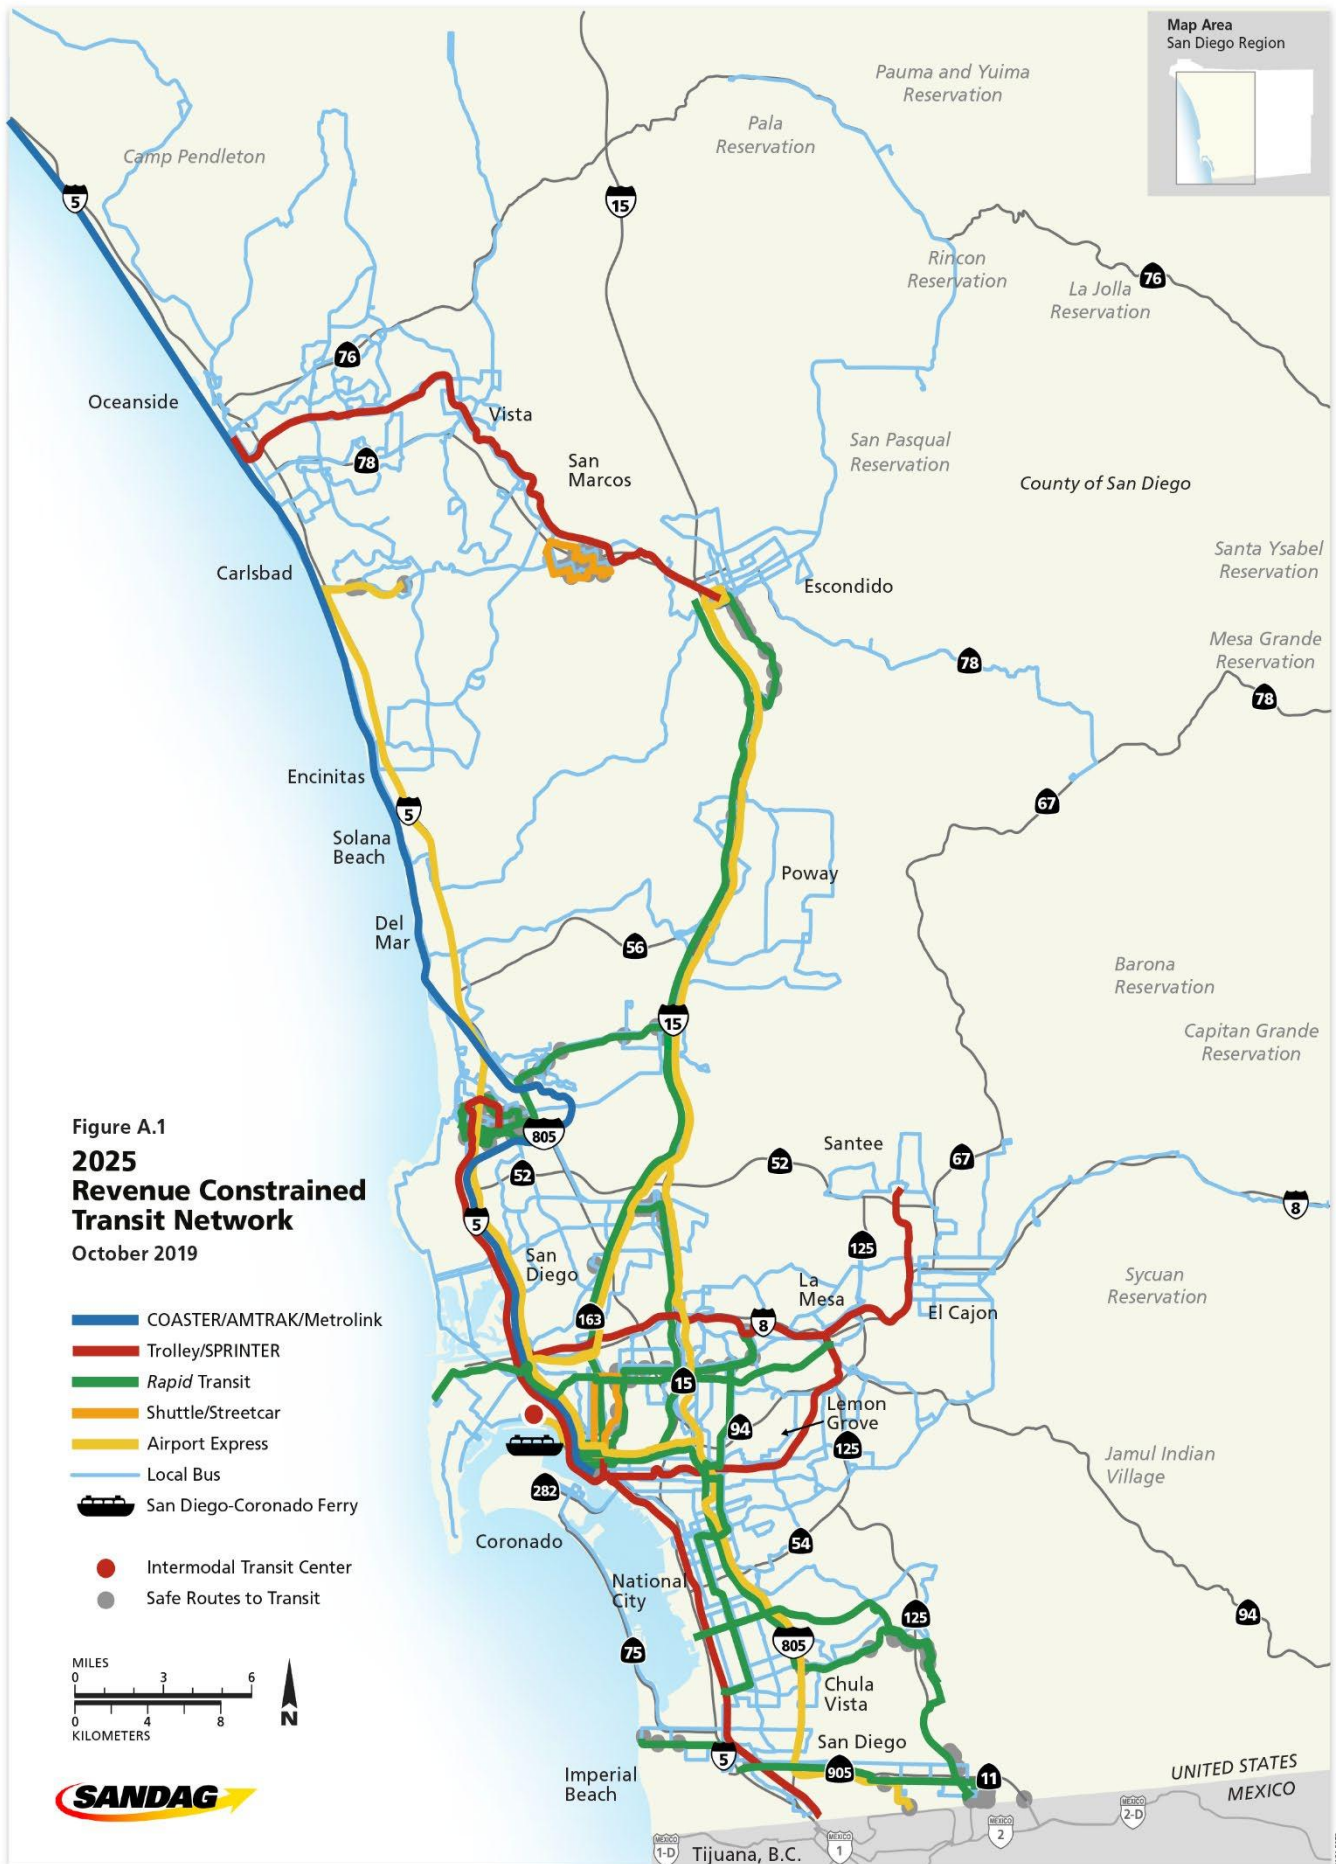 Map Area
San Diego Region
Pauma and Yuima
Reservation
Pala
Reservation
Camp Pendleton
5
15
Rincon
Reservation
La Jolla
Reservation
76
76
Oceanside
Vista
San Pasqual
Reservation
78
San
Marcos
County of San Diego
Santa Ysabel
Reservation
Carlsbad
Escondido
Mesa Grande
Reservation
78
78
Encinitas
5
67
Solana
Beach
Poway
Del
Mar
56
Barona
Reservation
15
Capitan Grande
Reservation
Figure A.1
2025
Revenue Constrained
Transit Network
October 2019
805
Santee
52
67
52
5
8
125
San
Diego
La
Mesa
Sycuan
Reservation
163
8
El Cajon
COASTER/AMTRAK/Metrolink
Trolley/SPRINTER
Rapid Transit
Shuttle/Streetcar
Airport Express
Local Bus
San Diego-Coronado Ferry
Intermodal Transit Center
Safe Routes to Transit
15
Lemon
Grove
94
125
Jamul Indian
Village
282
Coronado
54
National
City
125
94
805
75
MILES
0 3 6
0 4 8
KILOMETERS
N
Chula
Vista
San Diego
5
905
11
Imperial
Beach
UNITED STATES
MEXICO
SANDAG
MEXICO
1-D
Tijuana, B.C.
MEXICO
1
MEXICO
2
MEXICO
2-D